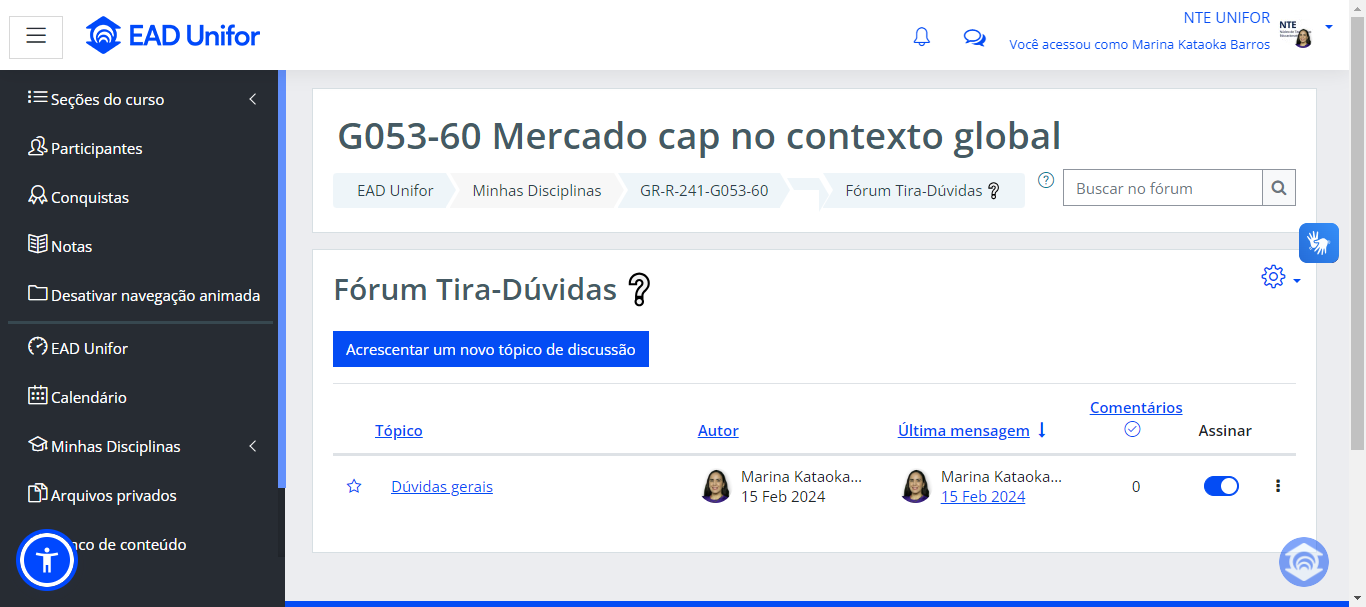 EAD Unifor
NTE UNIFOR
Você acessou como Marina Kataoka Barros
NTE
Seções do curso
Participantes
Conquistas
Notas
Desativar navegação animada
EAD Unifor
Calendário
Minhas Disciplinas
Arquivos privados
nco de conteúdo
G053-60 Mercado cap no contexto global
EAD Unifor
Minhas Disciplinas
GR-R-241-G053-60
Fórum Tira-Dúvidas ?
?
Buscar no fórum
Fórum Tira-Dúvidas ?
Acrescentar um novo tópico de discussão
Tópico
Autor
Última mensagem
Comentários
Assinar
Dúvidas gerais
Marina Kataoka...
15 Feb 2024
Marina Kataoka...
15 Feb 2024
0